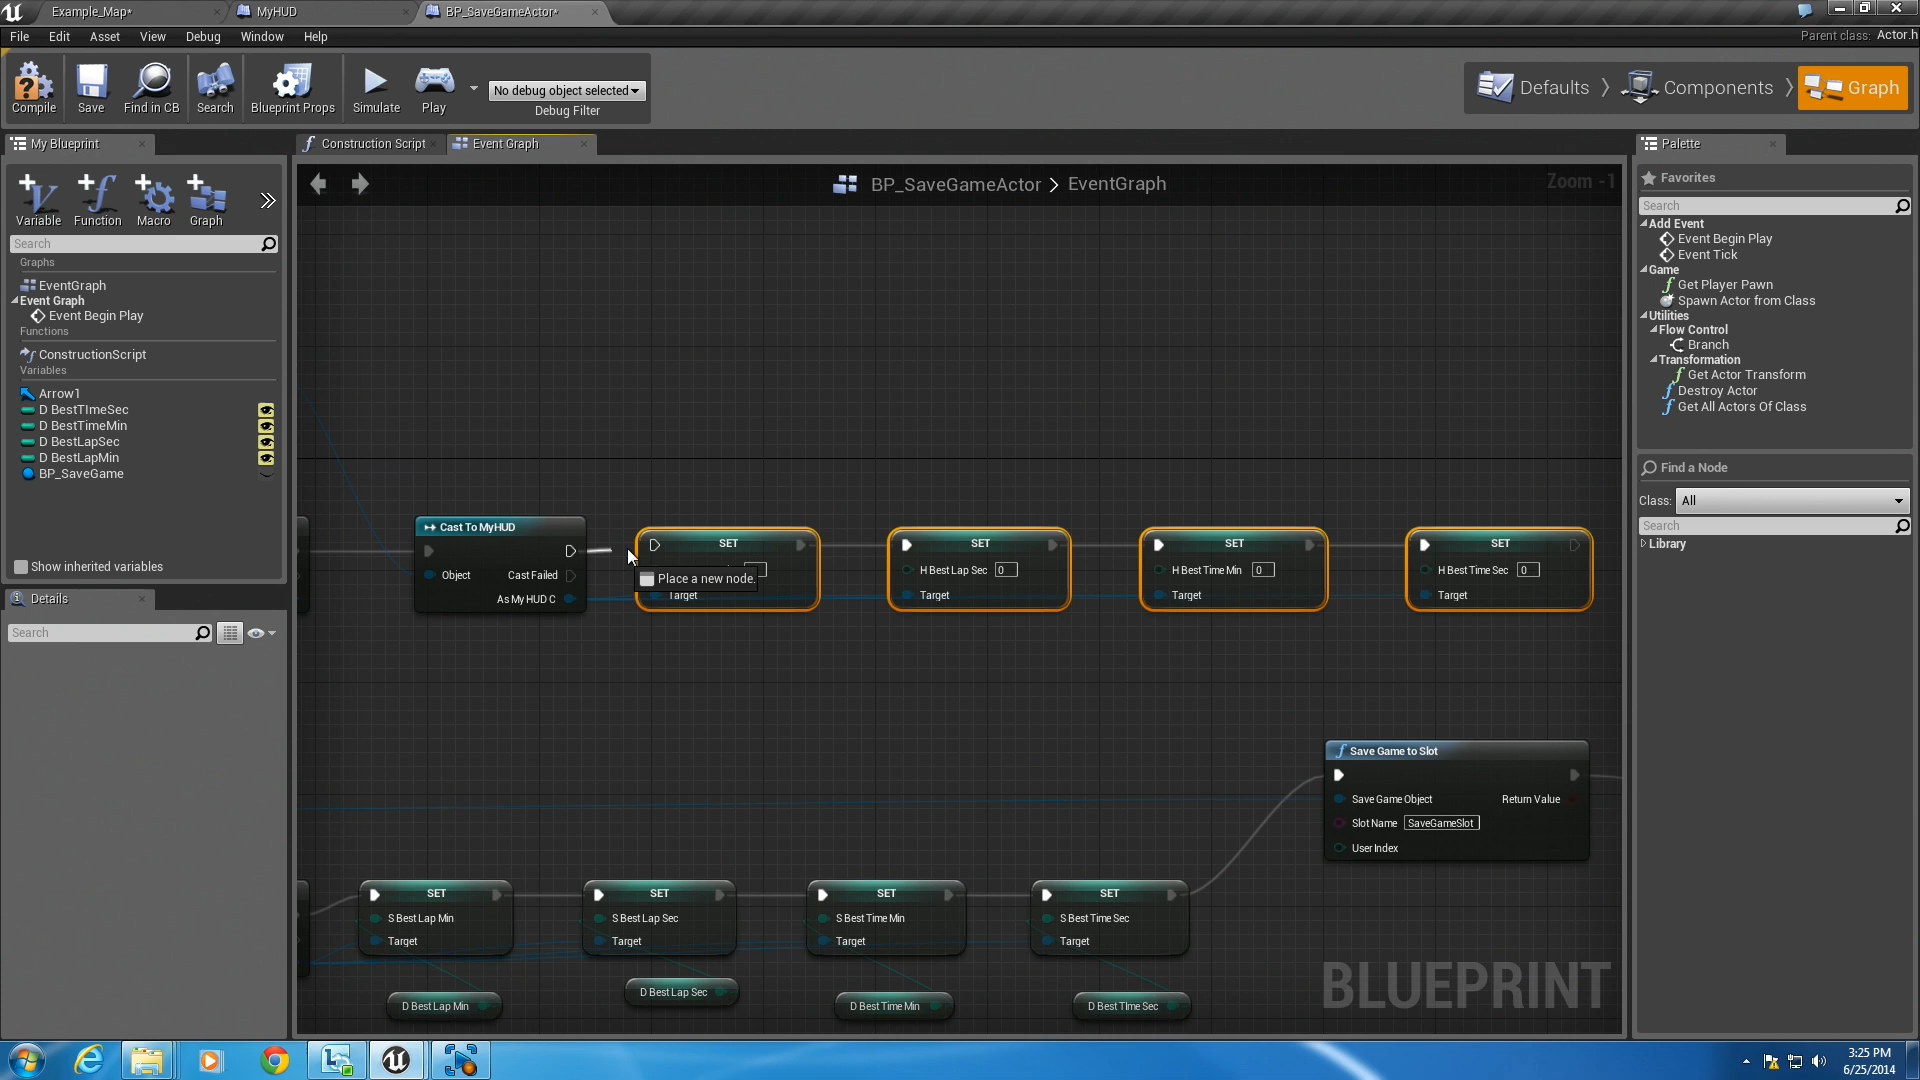 Example_Map*
MyHUD
BP_SaveGameActor*
File Edit Asset View Debug Window Help
Parent class: Actor.h
Compile
Save
Find in CB
Search
Blueprint Props
Simulate
Play
No debug object selected
Debug Filter
Defaults
Components
Graph
My Blueprint
Variable
Function
Macro
Graph
Search
Graphs
EventGraph
Event Graph
Event Begin Play
Functions
ConstructionScript
Variables
Arrow1
D BestTImeSec
D BestTimeMin
D BestLapSec
D BestLapMin
BP_SaveGame
Show inherited variables
Details
Search
Construction Script
Event Graph
BP_SaveGameActor > EventGraph
Zoom -1
Cast To MyHUD
Object
Cast Failed
As My HUD C
SET
Place a new node.
Target
SET
H Best Lap Sec 0
Target
SET
H Best Time Min 0
Target
SET
H Best Time Sec 0
Target
Save Game to Slot
Save Game Object
Return Value
Slot Name SaveGameSlot
User Index
SET
S Best Lap Min
Target
SET
S Best Lap Sec
Target
SET
S Best Time Min
Target
SET
S Best Time Sec
Target
D Best Lap Min
D Best Lap Sec
D Best Time Min
D Best TIme Sec
BLUEPRINT
Palette
Favorites
Search
Add Event
Event Begin Play
Event Tick
Game
Get Player Pawn
Spawn Actor from Class
Utilities
Flow Control
Branch
Transformation
Get Actor Transform
Destroy Actor
Get All Actors Of Class
Find a Node
Class: All
Search
Library
3:25 PM
6/25/2014